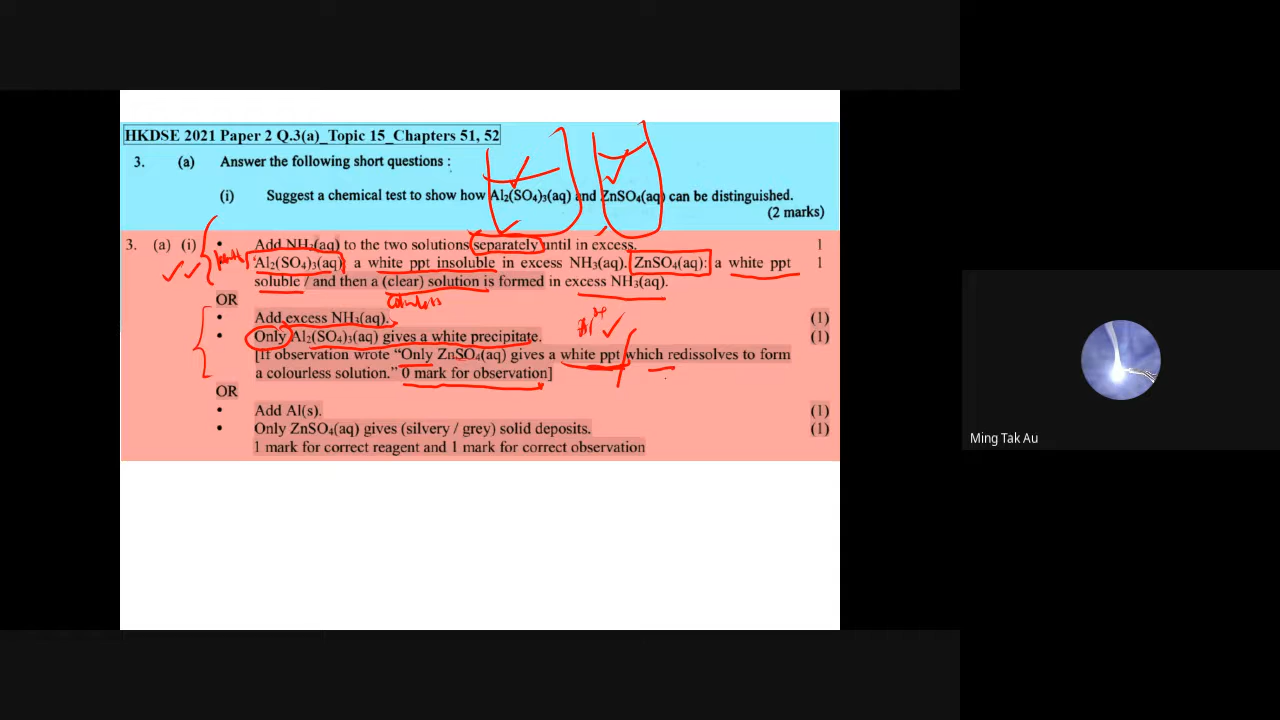 HKDSE 2021 Paper 2 Q.3(a)_Topic 15_Chapters 51, 52
3. (a) Answer the following short questions :
(i) Suggest a chemical test to show how Al₂(SO₄)₃(aq) and ZnSO₄(aq) can be distinguished.
(2 marks)
3. (a) (i) • Add NH₃(aq) to the two solutions separately until in excess. 1
Al₂(SO₄)₃(aq) a white ppt insoluble in excess NH₃(aq). ZnSO₄(aq): a white ppt 1
soluble / and then a (clear) solution is formed in excess NH₃(aq).
colourless
OR
• Add excess NH₃(aq). (1)
• Only Al₂(SO₄)₃(aq) gives a white precipitate. (1)
[If observation wrote “Only ZnSO₄(aq) gives a white ppt which redissolves to form
a colourless solution.” 0 mark for observation]
OR
• Add Al(s). (1)
• Only ZnSO₄(aq) gives (silvery / grey) solid deposits. (1)
1 mark for correct reagent and 1 mark for correct observation
Ming Tak Au